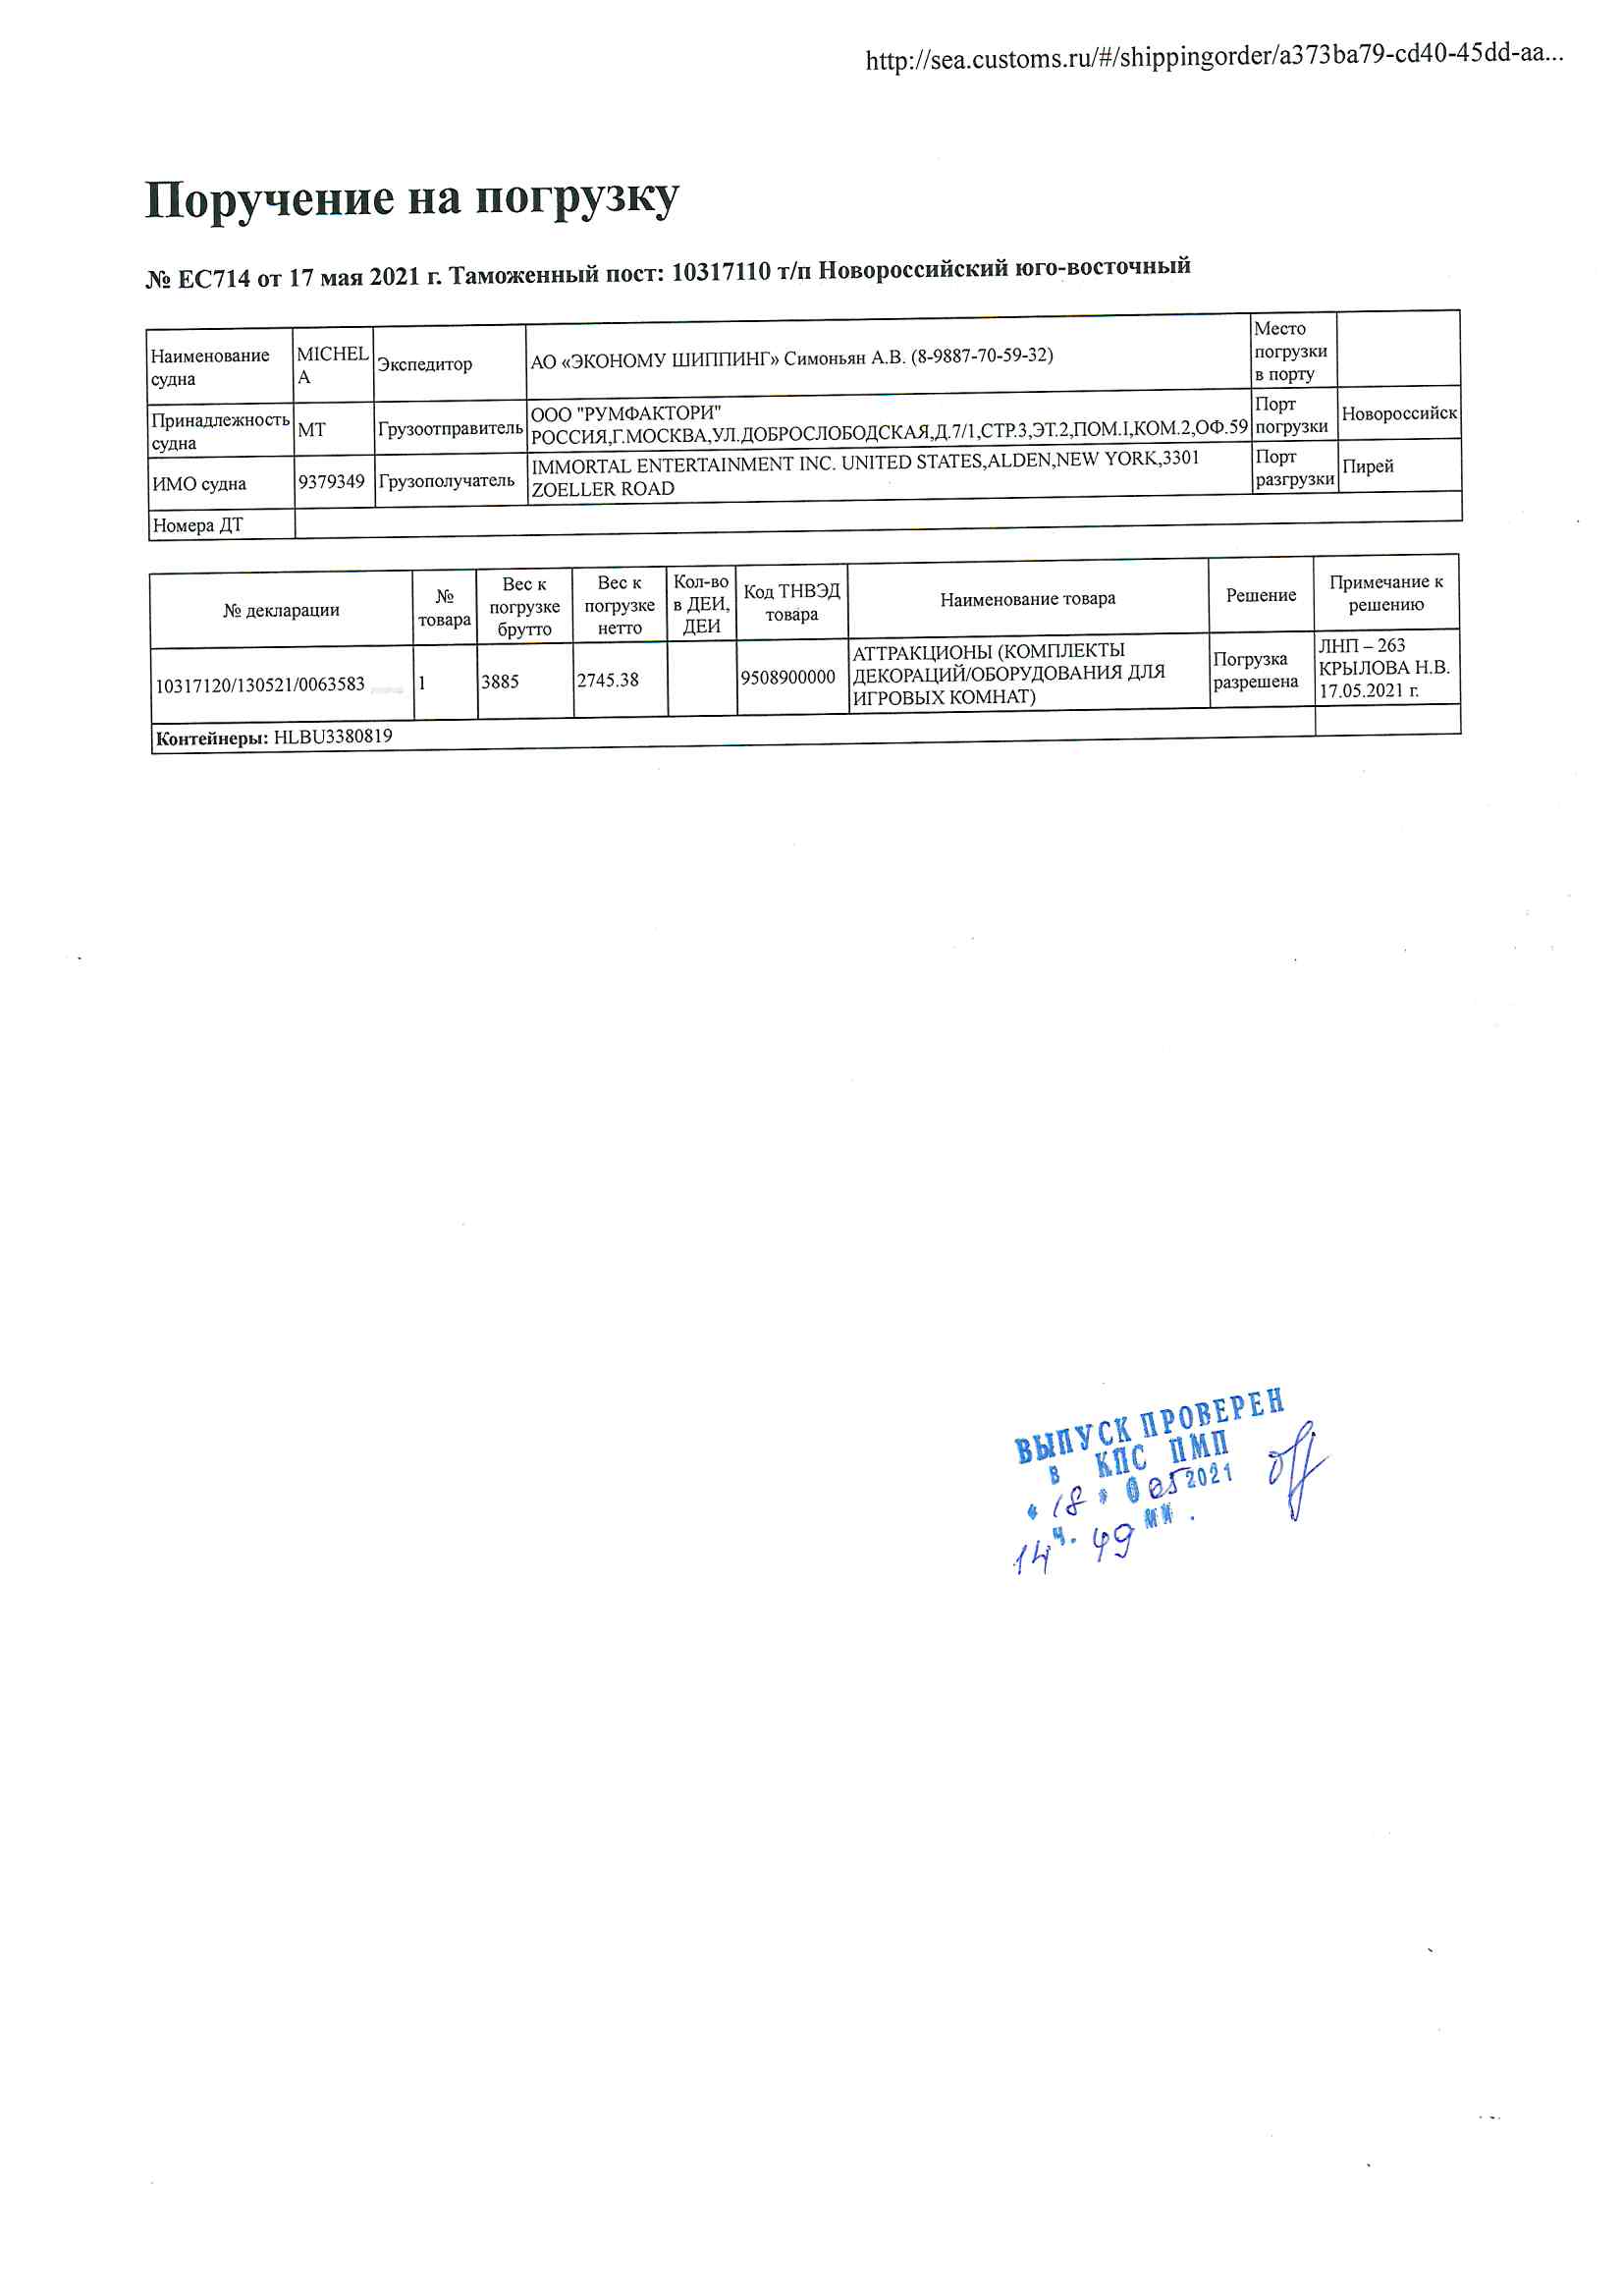 http://sea.customs.ru/#/shippingorder/a373ba79-cd40-45dd-aa...
Поручение на погрузку
№ ЕС714 от 17 мая 2021 г. Таможенный пост: 10317110 т/п Новороссийский юго-восточный
Наименование судна MICHELA Экспедитор АО «ЭКОНОМУ ШИППИНГ» Симоньян А.В. (8-9887-70-59-32) Место погрузки в порту
Принадлежность судна МТ Грузоотправитель ООО "РУМФАКТОРИ" РОССИЯ,Г.МОСКВА,УЛ.ДОБРОСЛОБОДСКАЯ,Д.7/1,СТР.3,ЭТ.2,ПОМ.I,КОМ.2,ОФ.59 Порт погрузки Новороссийск
ИМО судна 9379349 Грузополучатель IMMORTAL ENTERTAINMENT INC. UNITED STATES,ALDEN,NEW YORK,3301 ZOELLER ROAD Порт разгрузки Пирей
Номера ДТ
№ декларации № товара Вес к погрузке брутто Вес к погрузке нетто Кол-во в ДЕИ, ДЕИ Код ТНВЭД товара Наименование товара Решение Примечание к решению
10317120/130521/0063583 1 3885 2745.38 9508900000 АТТРАКЦИОНЫ (КОМПЛЕКТЫ ДЕКОРАЦИЙ/ОБОРУДОВАНИЯ ДЛЯ ИГРОВЫХ КОМНАТ) Погрузка разрешена ЛНП – 263 КРЫЛОВА Н.В. 17.05.2021 г.
Контейнеры: HLBU3380819
ВЫПУСК ПРОВЕРЕН
в КПС ПМП
« 18 » 05 2021
14 ч. 49 мин.